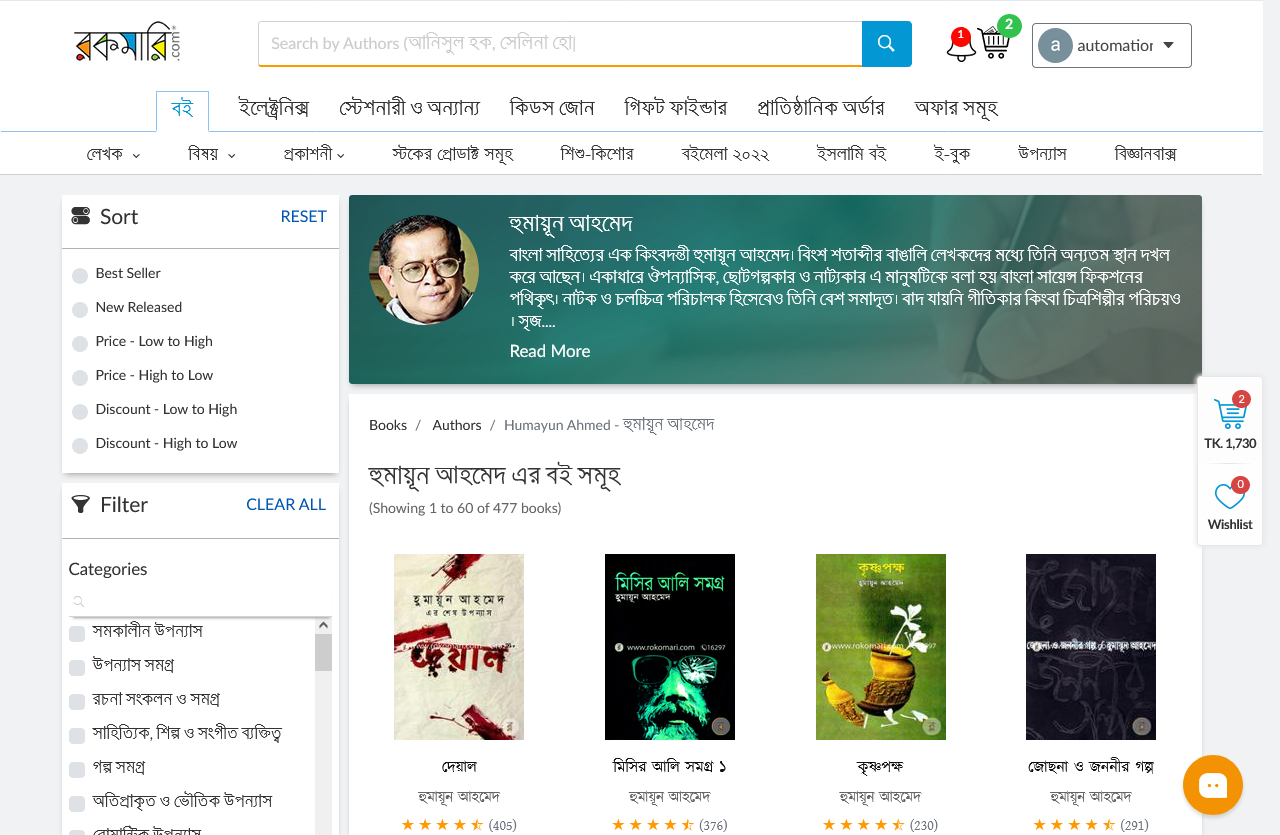 রকমারি.com
Search by Authors (আনিসুল হক, সেলিনা হো|
1
2
a automation
বই ইলেক্ট্রনিক্স স্টেশনারী ও অন্যান্য কিডস জোন গিফট ফাইন্ডার প্রাতিষ্ঠানিক অর্ডার অফার সমূহ
লেখক বিষয় প্রকাশনী স্টকের প্রোডাক্ট সমূহ শিশু-কিশোর বইমেলা ২০২২ ইসলামি বই ই-বুক উপন্যাস বিজ্ঞানবাক্স
Sort RESET
Best Seller
New Released
Price - Low to High
Price - High to Low
Discount - Low to High
Discount - High to Low
Filter CLEAR ALL
Categories
সমকালীন উপন্যাস
উপন্যাস সমগ্র
রচনা সংকলন ও সমগ্র
সাহিত্যিক, শিল্প ও সংগীত ব্যক্তিত্ব
গল্প সমগ্র
অতিপ্রাকৃত ও ভৌতিক উপন্যাস
রোমান্টিক উপন্যাস
হুমায়ূন আহমেদ
বাংলা সাহিত্যের এক কিংবদন্তী হুমায়ূন আহমেদ। বিংশ শতাব্দীর বাঙালি লেখকদের মধ্যে তিনি অন্যতম স্থান দখল
করে আছেন। একাধারে ঔপন্যাসিক, ছোটগল্পকার ও নাট্যকার এ মানুষটিকে বলা হয় বাংলা সায়েন্স ফিকশনের
পথিকৃৎ। নাটক ও চলচ্চিত্র পরিচালক হিসেবেও তিনি বেশ সমাদৃত। বাদ যায়নি গীতিকার কিংবা চিত্রশিল্পীর পরিচয়ও
। সৃজ....
Read More
Books / Authors / Humayun Ahmed - হুমায়ূন আহমেদ
হুমায়ূন আহমেদ এর বই সমূহ
(Showing 1 to 60 of 477 books)
হুমায়ূন আহমেদ
এর শেষ উপন্যাস
দেয়াল
মিসির আলি সমগ্র
হুমায়ূন আহমেদ
www.rokomari.com 16297
কৃষ্ণপক্ষ
হুমায়ূন আহমেদ
www.rokomari.com 16297
জোছনা ও জননীর গল্প হুমায়ূন আহমেদ
দেয়াল
হুমায়ূন আহমেদ
(405)
মিসির আলি সমগ্র ১
হুমায়ূন আহমেদ
(376)
কৃষ্ণপক্ষ
হুমায়ূন আহমেদ
(230)
জোছনা ও জননীর গল্প
হুমায়ূন আহমেদ
(291)
2
TK. 1,730
0
Wishlist